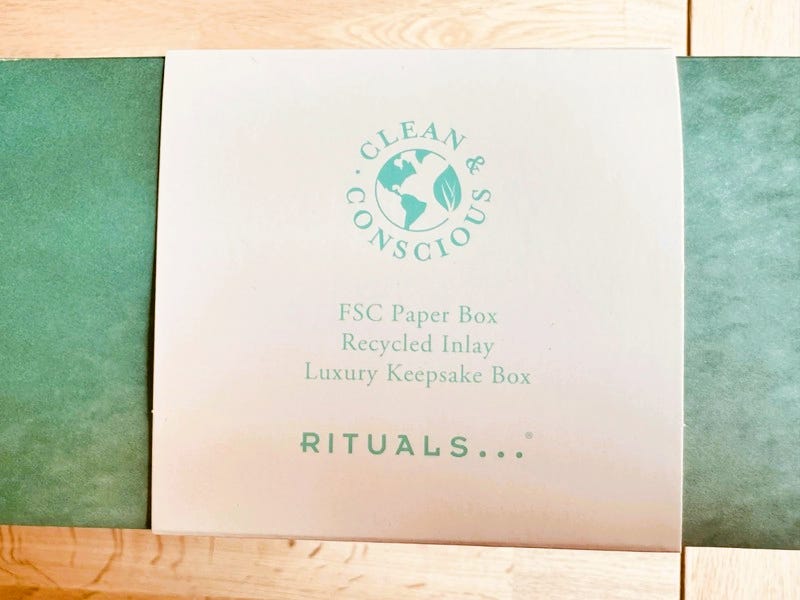 CLEAN &
CONSCIOUS
FSC Paper Box
Recycled Inlay
Luxury Keepsake Box
RITUALS...®